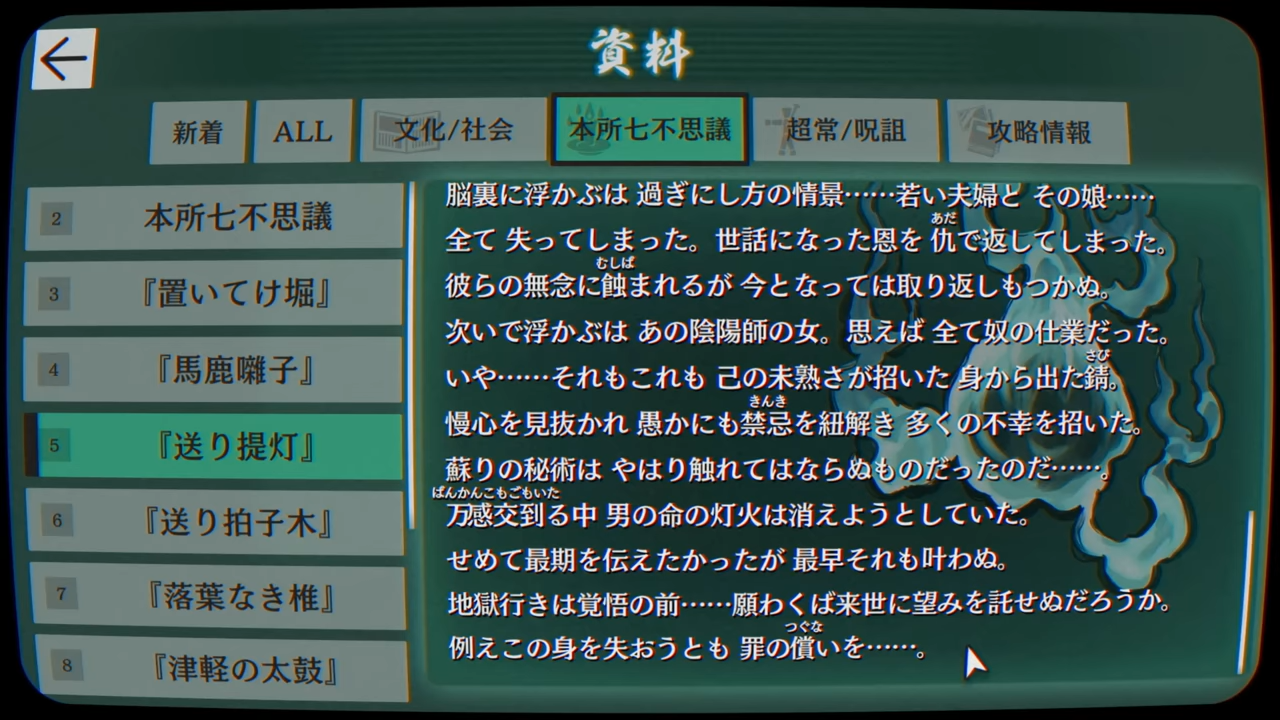 資料
新着
ALL
文化/社会
本所七不思議
超常/呪詛
攻略情報
2 本所七不思議
3 『置いてけ堀』
4 『馬鹿囃子』
5 『送り提灯』
6 『送り拍子木』
7 『落葉なき椎』
8 『津軽の太鼓』
脳裏に浮かぶは 過ぎにし方の情景……若い夫婦と その娘……
あだ
全て 失ってしまった。世話になった恩を 仇で返してしまった。
むしば
彼らの無念に蝕まれるが 今となっては取り返しもつかぬ。
次いで浮かぶは あの陰陽師の女。思えば 全て奴の仕業だった。
さび
いや……それもこれも 己の未熟さが招いた 身から出た錆。
きんき
慢心を見抜かれ 愚かにも禁忌を紐解き 多くの不幸を招いた。
蘇りの秘術は やはり触れてはならぬものだったのだ……。
ばんかんこもごもいた
万感交到る中 男の命の灯火は消えようとしていた。
せめて最期を伝えたかったが 最早それも叶わぬ。
地獄行きは覚悟の前……願わくば来世に望みを託せぬだろうか。
つぐな
例えこの身を失おうとも 罪の償いを……。